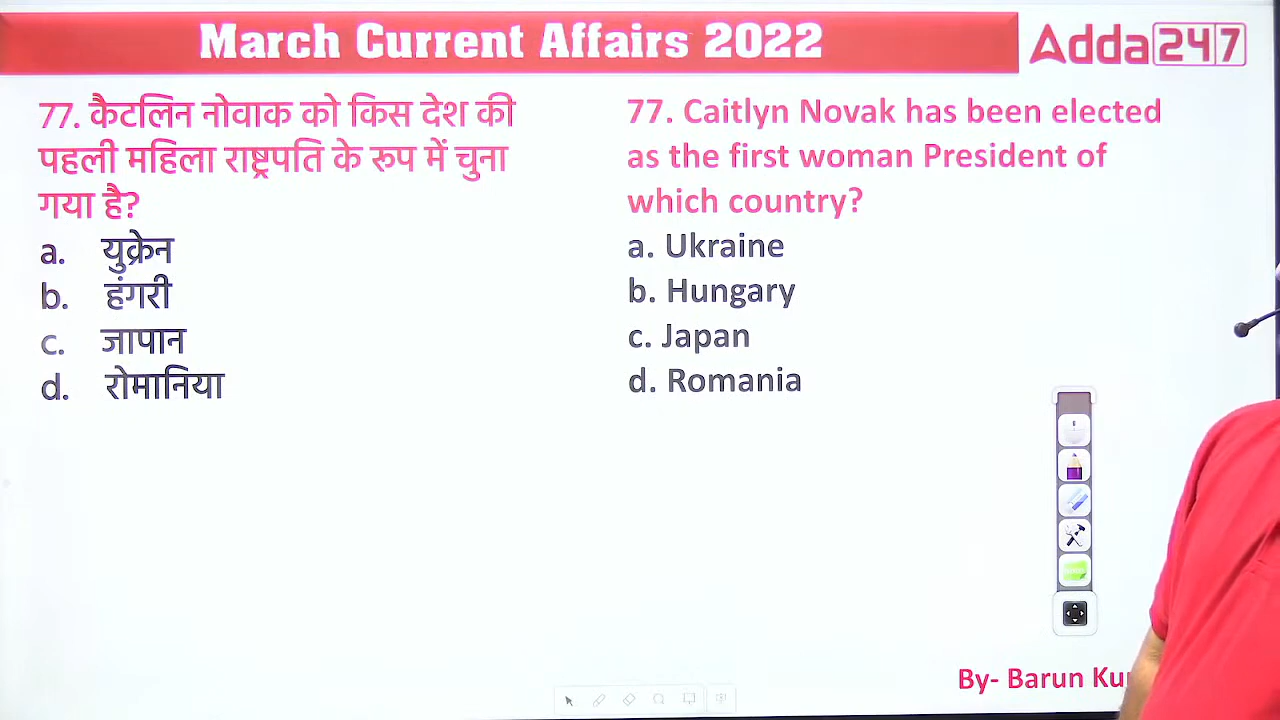 March Current Affairs 2022
Adda247
77. कैटलिन नोवाक को किस देश की
पहली महिला राष्ट्रपति के रूप में चुना
गया है?
a. युक्रेन
b. हंगरी
c. जापान
d. रोमानिया
77. Caitlyn Novak has been elected
as the first woman President of
which country?
a. Ukraine
b. Hungary
c. Japan
d. Romania
By- Barun